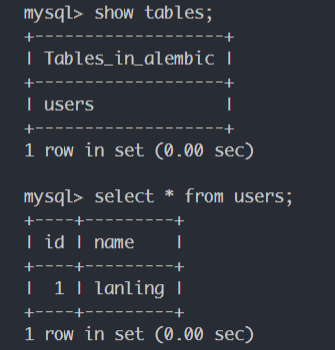 mysql> show tables;
+-------------------+
| Tables_in_alembic |
+-------------------+
| users             |
+-------------------+
1 row in set (0.00 sec)

mysql> select * from users;
+----+---------+
| id | name    |
+----+---------+
|  1 | lanling |
+----+---------+
1 row in set (0.00 sec)